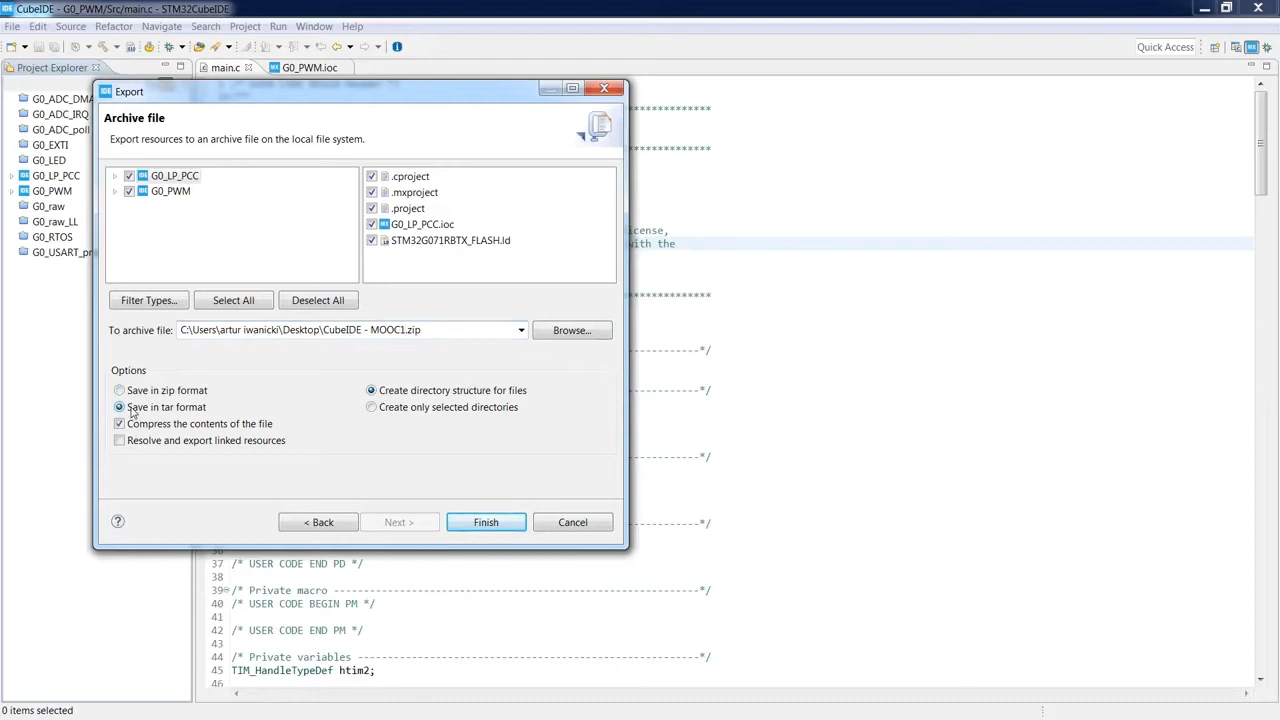 CubeIDE - G0_PWM/Src/main.c - STM32CubeIDE
File Edit Source Refactor Navigate Search Project Run Window Help
Quick Access
Project Explorer
main.c
G0_PWM.ioc
G0_ADC_DMA
G0_ADC_IRQ
G0_ADC_poll
G0_EXTI
G0_LED
G0_LP_PCC
G0_PWM
G0_raw
G0_raw_LL
G0_RTOS
G0_USART_pr
IDE Export
Archive file
Export resources to an archive file on the local file system.
IDE G0_LP_PCC
IDE G0_PWM
.cproject
.mxproject
.project
MX G0_LP_PCC.ioc
STM32G071RBTX_FLASH.ld
Filter Types...
Select All
Deselect All
To archive file: C:\Users\artur iwanicki\Desktop\CubeIDE - MOOC1.zip
Browse...
Options
Save in zip format
Save in tar format
Compress the contents of the file
Resolve and export linked resources
Create directory structure for files
Create only selected directories
< Back
Next >
Finish
Cancel
***************
***************
icense,
with the
***************
-----------*/
-----------*/
-----------*/
-----------*/
36
37 /* USER CODE END PD */
38
39 /* Private macro -------------------------------------------------------------*/
40 /* USER CODE BEGIN PM */
41
42 /* USER CODE END PM */
43
44 /* Private variables ---------------------------------------------------------*/
45 TIM_HandleTypeDef htim2;
46
0 items selected